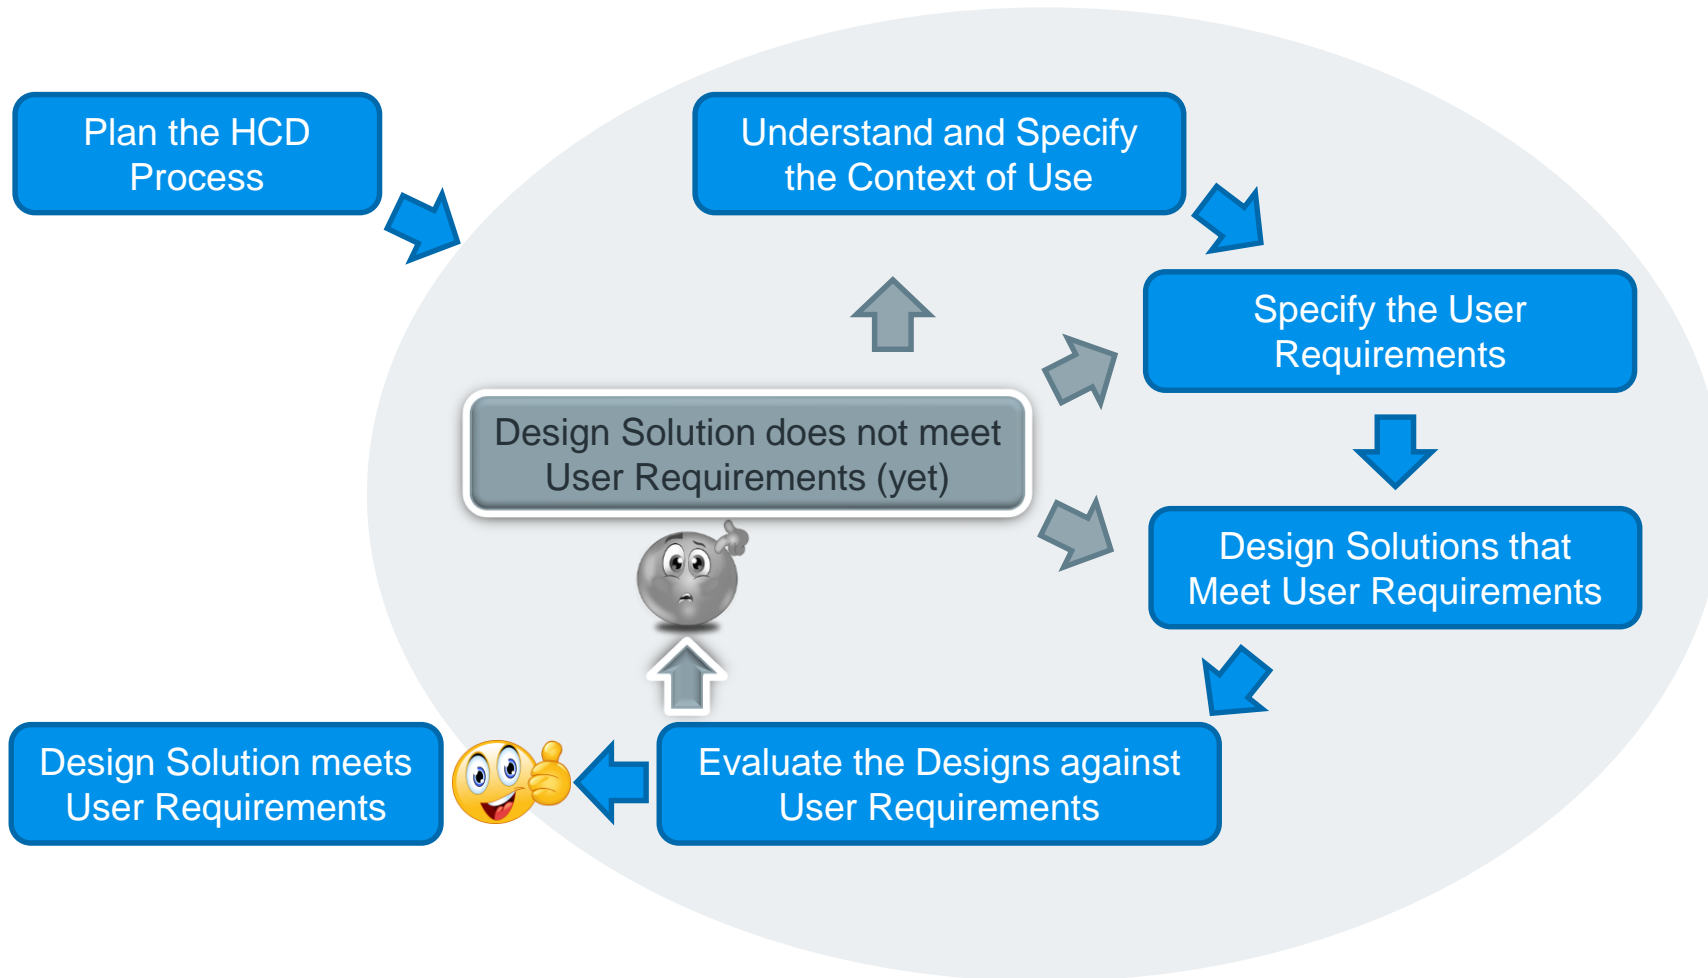 Plan the HCD
Process
Understand and Specify
the Context of Use
Specify the User
Requirements
Design Solution does not meet
User Requirements (yet)
Design Solutions that
Meet User Requirements
Design Solution meets
User Requirements
Evaluate the Designs against
User Requirements